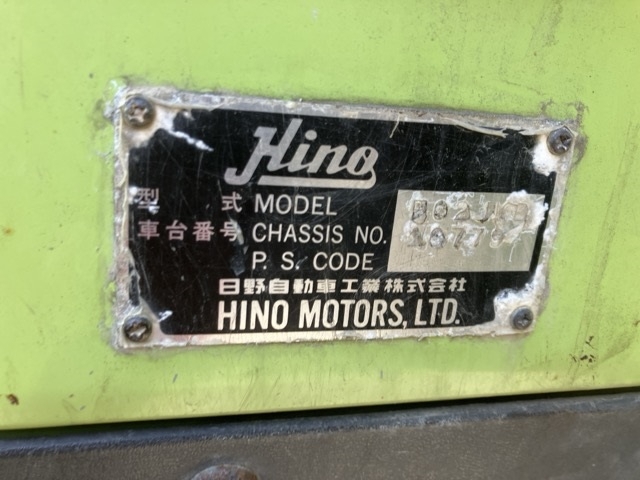 Hino
型 式 MODEL
車台番号 CHASSIS NO.
P. S. CODE
日野自動車工業株式会社
HINO MOTORS, LTD.